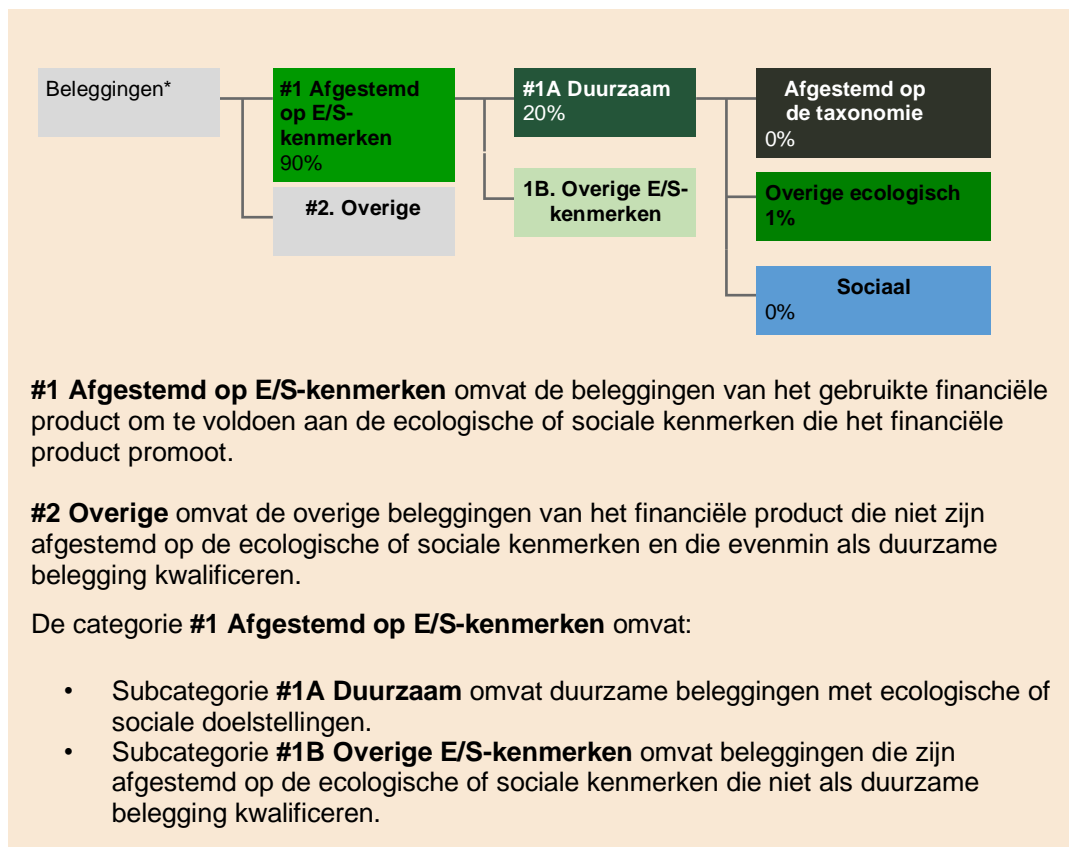 Beleggingen*
#1 Afgestemd
op E/S-
kenmerken
90%
#2. Overige
#1A Duurzaam
20%
1B. Overige E/S-
kenmerken
Afgestemd op
de taxonomie
0%
Overige ecologisch
1%
Sociaal
0%
#1 Afgestemd op E/S-kenmerken omvat de beleggingen van het gebruikte financiële
product om te voldoen aan de ecologische of sociale kenmerken die het financiële
product promoot.
#2 Overige omvat de overige beleggingen van het financiële product die niet zijn
afgestemd op de ecologische of sociale kenmerken en die evenmin als duurzame
belegging kwalificeren.
De categorie #1 Afgestemd op E/S-kenmerken omvat:
• Subcategorie #1A Duurzaam omvat duurzame beleggingen met ecologische of
sociale doelstellingen.
• Subcategorie #1B Overige E/S-kenmerken omvat beleggingen die zijn
afgestemd op de ecologische of sociale kenmerken die niet als duurzame
belegging kwalificeren.